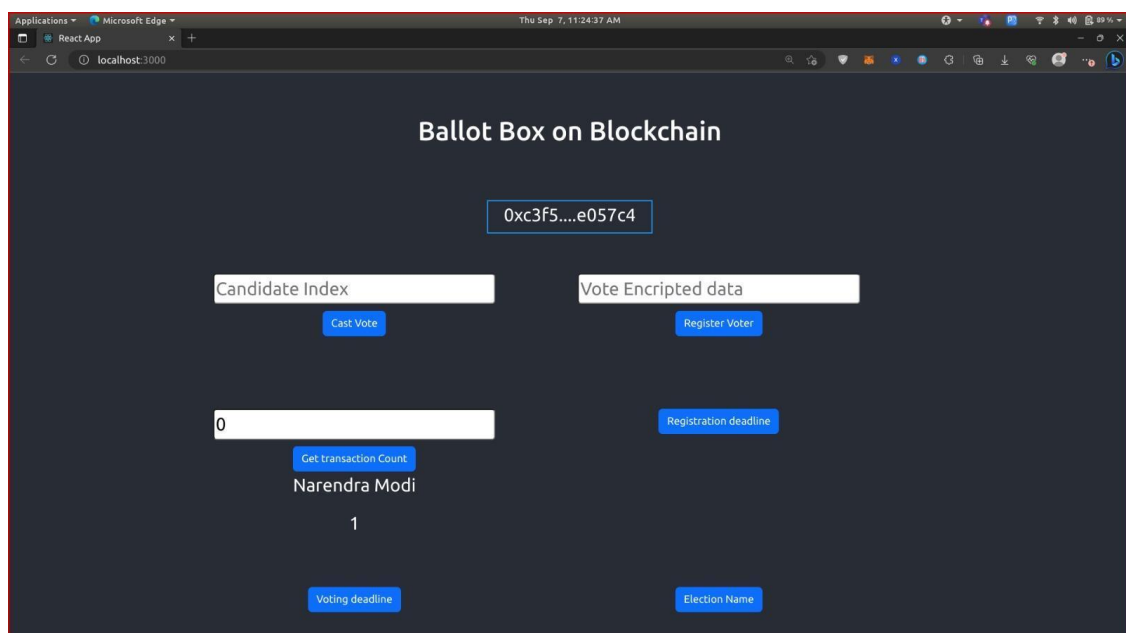 Applications Microsoft Edge Thu Sep 7, 11:24:37 AM 89 %
React App
localhost:3000
Ballot Box on Blockchain
0xc3f5....e057c4
Candidate Index Vote Encripted data
Cast Vote Register Voter
0 Registration deadline
Get transaction Count
Narendra Modi
1
Voting deadline Election Name